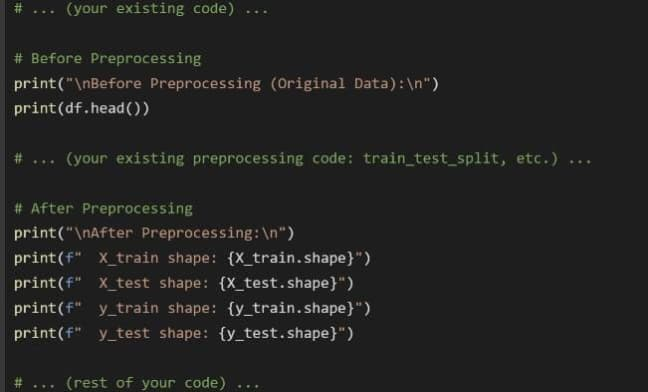 # ... (your existing code) ...
# Before Preprocessing
print("\nBefore Preprocessing (Original Data):\n")
print(df.head())
# ... (your existing preprocessing code: train_test_split, etc.) ...
# After Preprocessing
print("\nAfter Preprocessing:\n")
print(f"  X_train shape: {X_train.shape}")
print(f"  X_test shape: {X_test.shape}")
print(f"  y_train shape: {y_train.shape}")
print(f"  y_test shape: {y_test.shape}")
# ... (rest of your code) ...